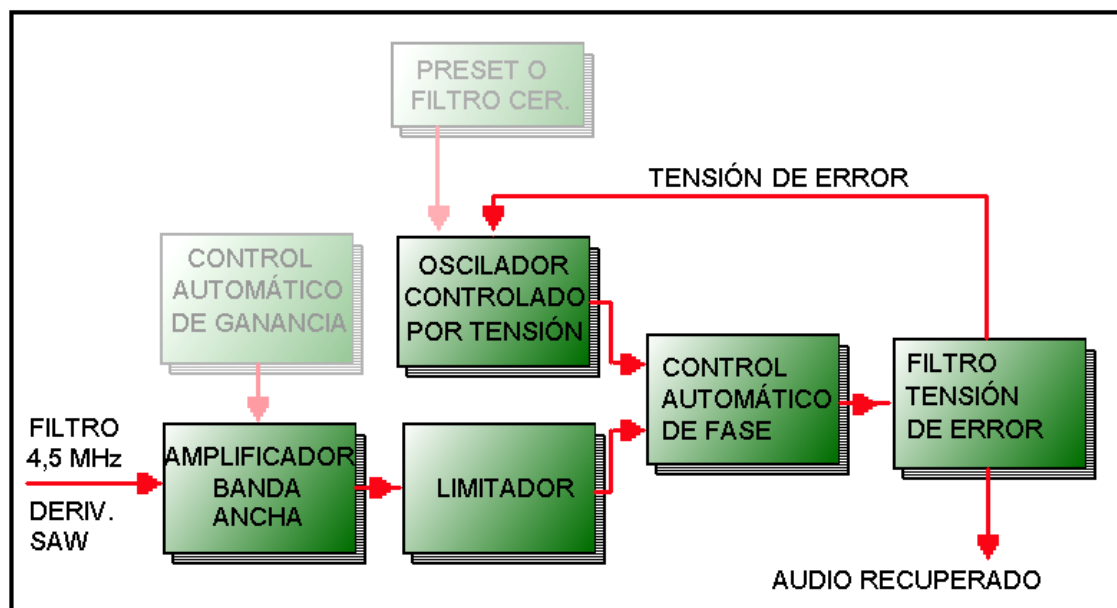 PRESET O
FILTRO CER.
TENSIÓN DE ERROR
CONTROL
AUTOMÁTICO
DE GANANCIA
OSCILADOR
CONTROLADO
POR TENSIÓN
CONTROL
AUTOMÁTICO
DE FASE
FILTRO
TENSIÓN
DE ERROR
FILTRO
4,5 MHz
DERIV.
SAW
AMPLIFICADOR
BANDA
ANCHA
LIMITADOR
AUDIO RECUPERADO